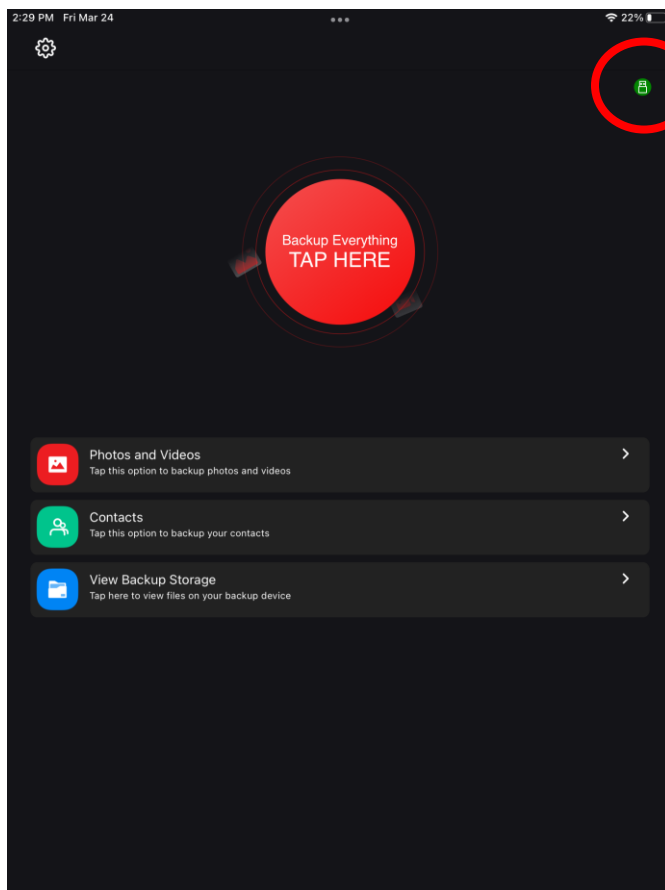 2:29 PM Fri Mar 24
22%
Backup Everything
TAP HERE
Photos and Videos
Tap this option to backup photos and videos
Contacts
Tap this option to backup your contacts
View Backup Storage
Tap here to view files on your backup device